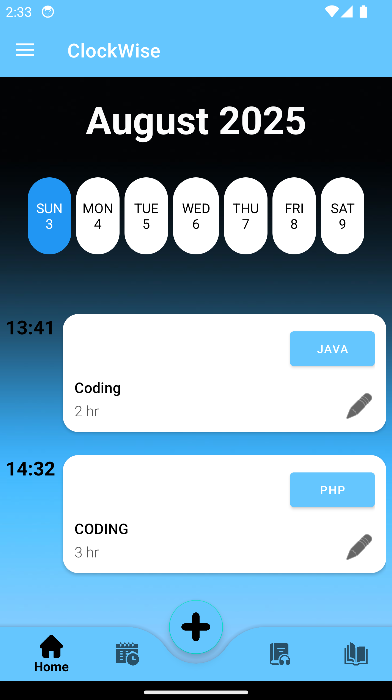 2:33
ClockWise
August 2025
SUN MON TUE WED THU FRI SAT
3 4 5 6 7 8 9
13:41
JAVA
Coding
2 hr
14:32
PHP
CODING
3 hr
Home